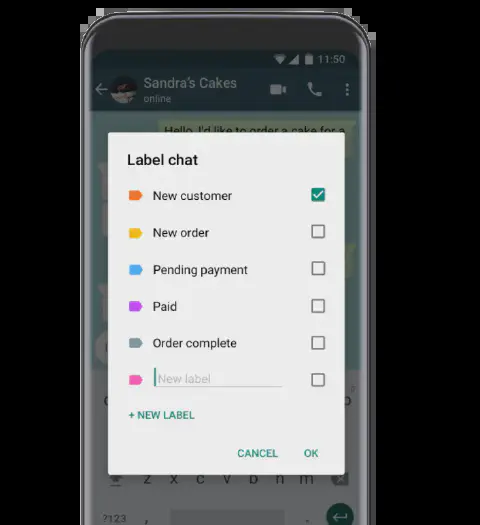 11:50
Sandra's Cakes
online
Hello, I'd like to order a cake for a
Label chat
New customer
New order
Pending payment
Paid
Order complete
New label
+ NEW LABEL
CANCEL
OK
z x c v b n m
?123 , .